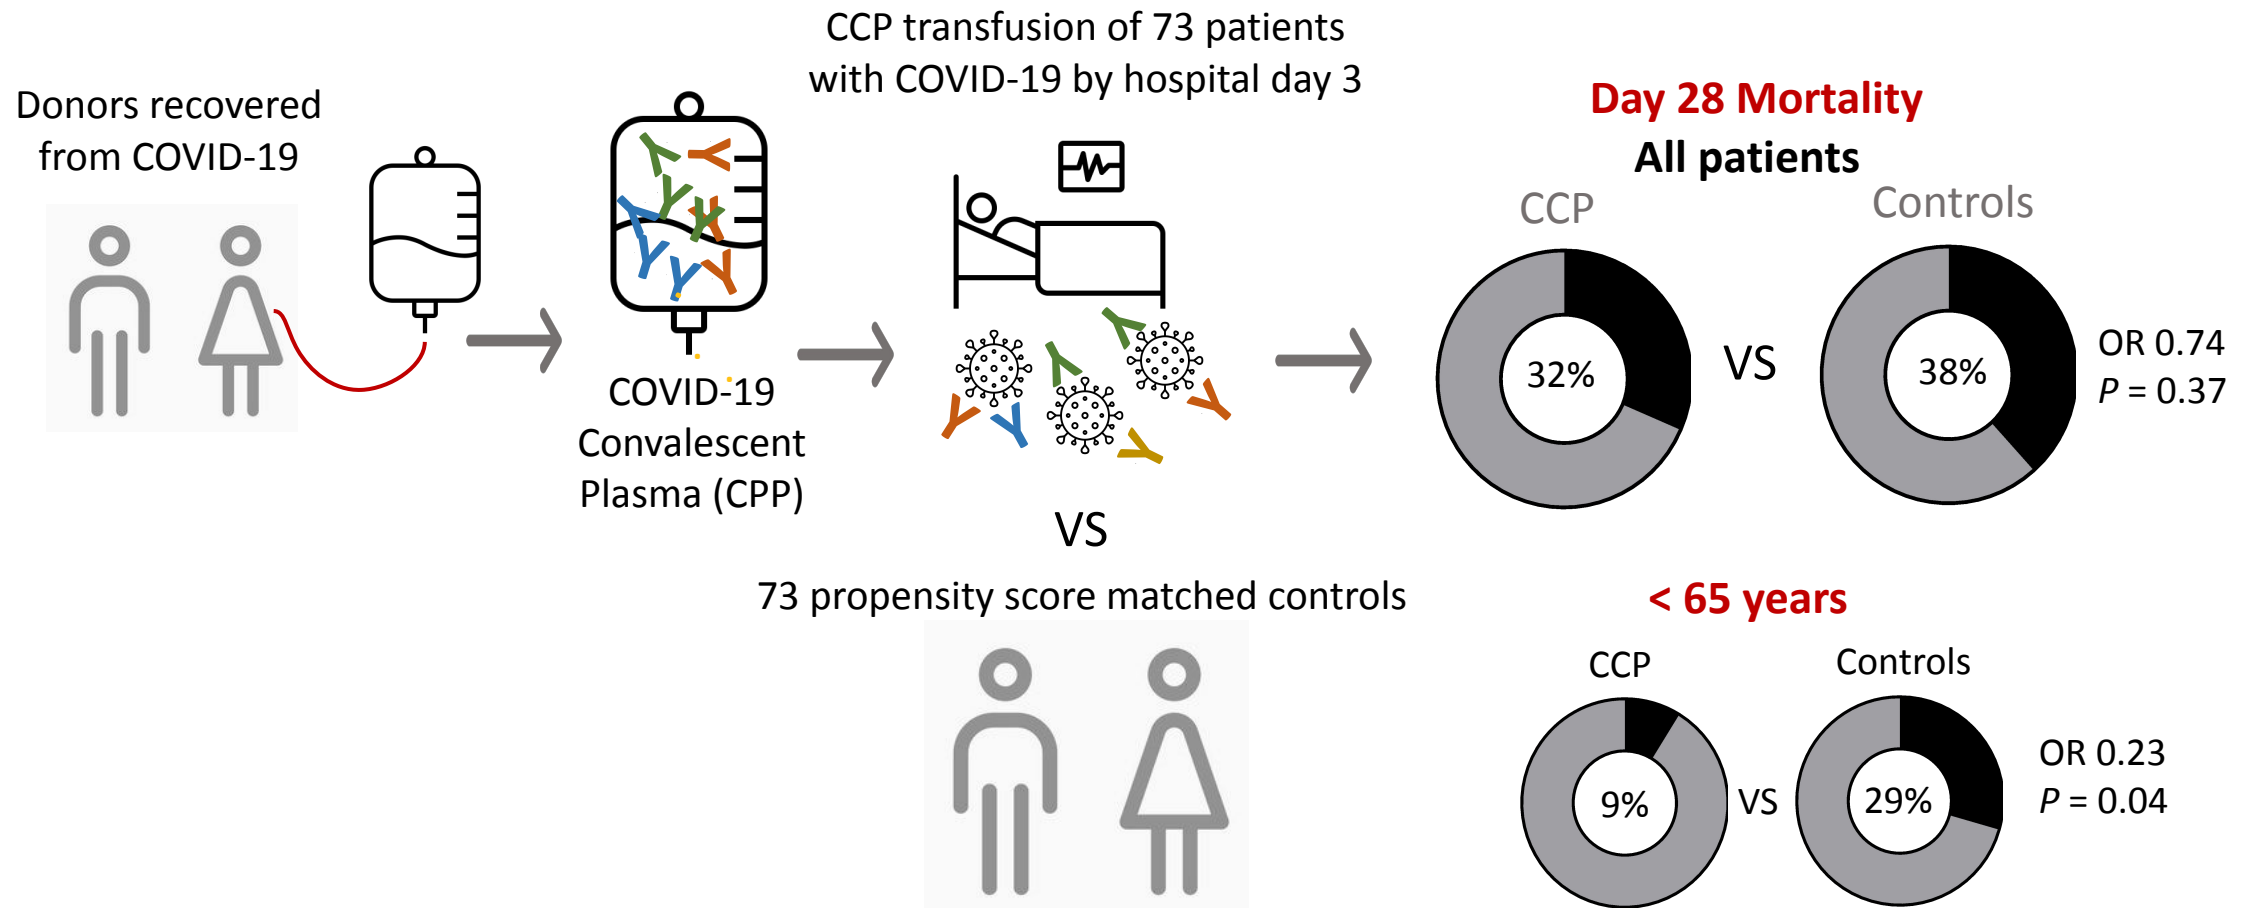 Donors recovered
from COVID-19
COVID-19
Convalescent
Plasma (CPP)
CCP transfusion of 73 patients
with COVID-19 by hospital day 3
VS
73 propensity score matched controls
Day 28 Mortality
All patients
CCP
Controls
32%
VS
38%
OR 0.74
P = 0.37
< 65 years
CCP
Controls
9%
VS
29%
OR 0.23
P = 0.04